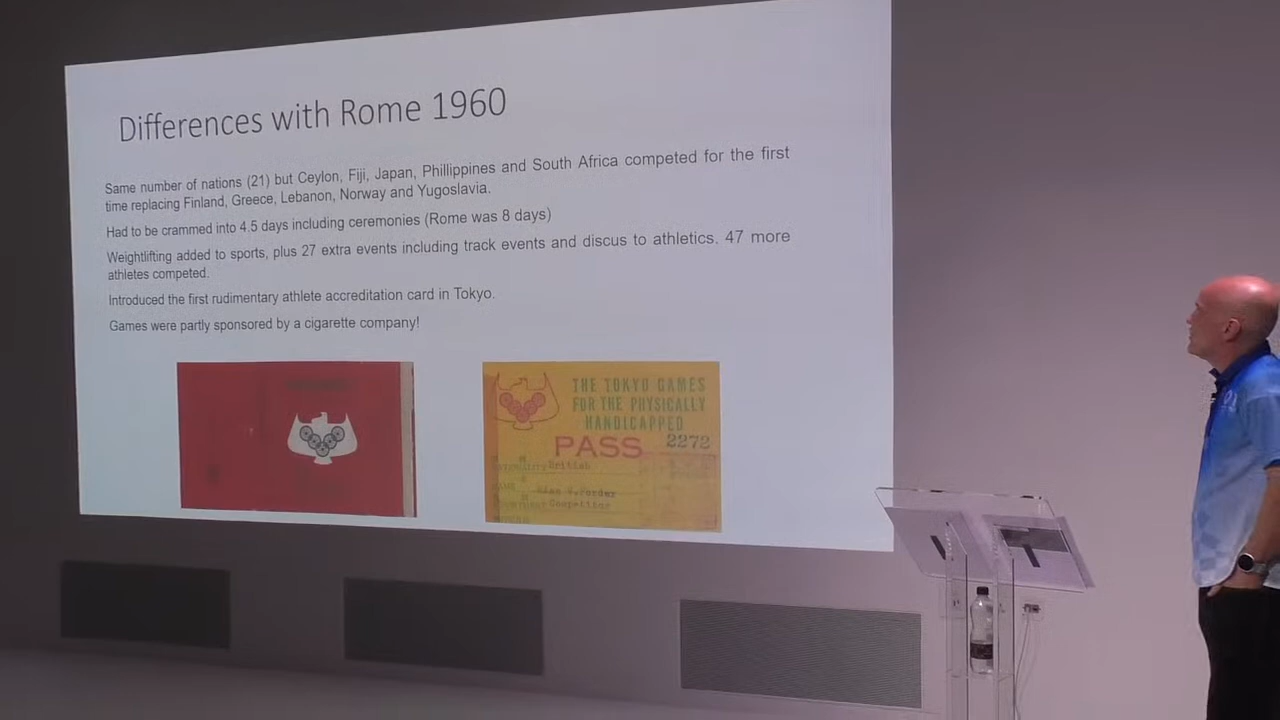 Differences with Rome 1960
Same number of nations (21) but Ceylon, Fiji, Japan, Phillippines and South Africa competed for the first
time replacing Finland, Greece, Lebanon, Norway and Yugoslavia.
Had to be crammed into 4.5 days including ceremonies (Rome was 8 days)
Weightlifting added to sports, plus 27 extra events including track events and discus to athletics. 47 more
athletes competed.
Introduced the first rudimentary athlete accreditation card in Tokyo.
Games were partly sponsored by a cigarette company!
THE TOKYO GAMES
FOR THE PHYSICALLY
HANDICAPPED
PASS 2272
British
Competitor